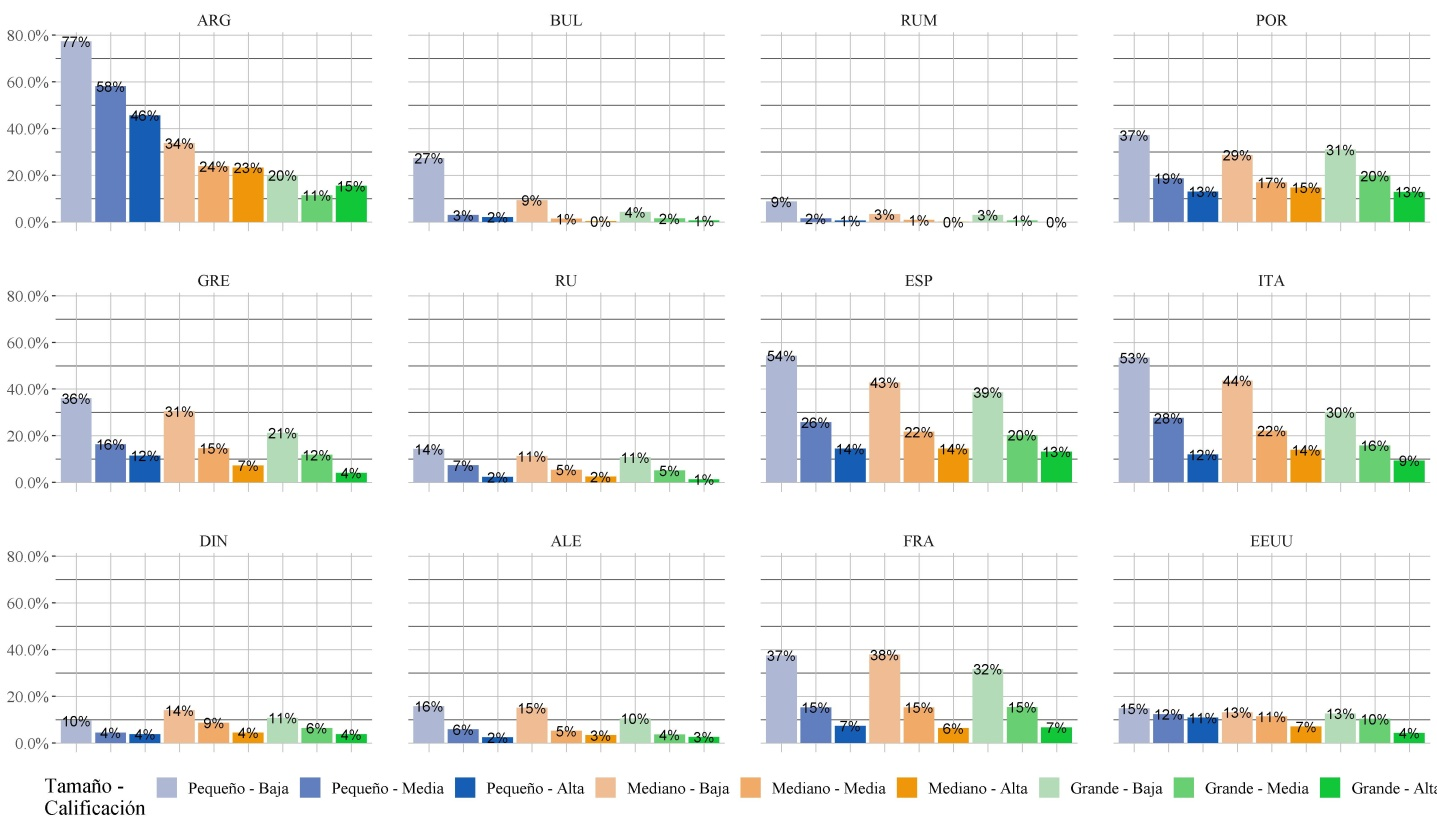 ARG BUL RUM POR
80.0%
60.0%
40.0%
20.0%
0.0%
77% 58% 46% 34% 24% 23% 20% 11% 15%
27% 3% 2% 9% 1% 0% 4% 2% 1%
9% 2% 1% 3% 1% 0% 3% 1% 0%
37% 19% 13% 29% 17% 15% 31% 20% 13%
GRE RU ESP ITA
80.0%
60.0%
40.0%
20.0%
0.0%
36% 16% 12% 31% 15% 7% 21% 12% 4%
14% 7% 2% 11% 5% 2% 11% 5% 1%
54% 26% 14% 43% 22% 14% 39% 20% 13%
53% 28% 12% 44% 22% 14% 30% 16% 9%
DIN ALE FRA EEUU
80.0%
60.0%
40.0%
20.0%
0.0%
10% 4% 4% 14% 9% 4% 11% 6% 4%
16% 6% 2% 15% 5% 3% 10% 4% 3%
37% 15% 7% 38% 15% 6% 32% 15% 7%
15% 12% 11% 13% 11% 7% 13% 10% 4%
Tamaño -
Calificación
Pequeño - Baja Pequeño - Media Pequeño - Alta Mediano - Baja Mediano - Media Mediano - Alta Grande - Baja Grande - Media Grande - Alta